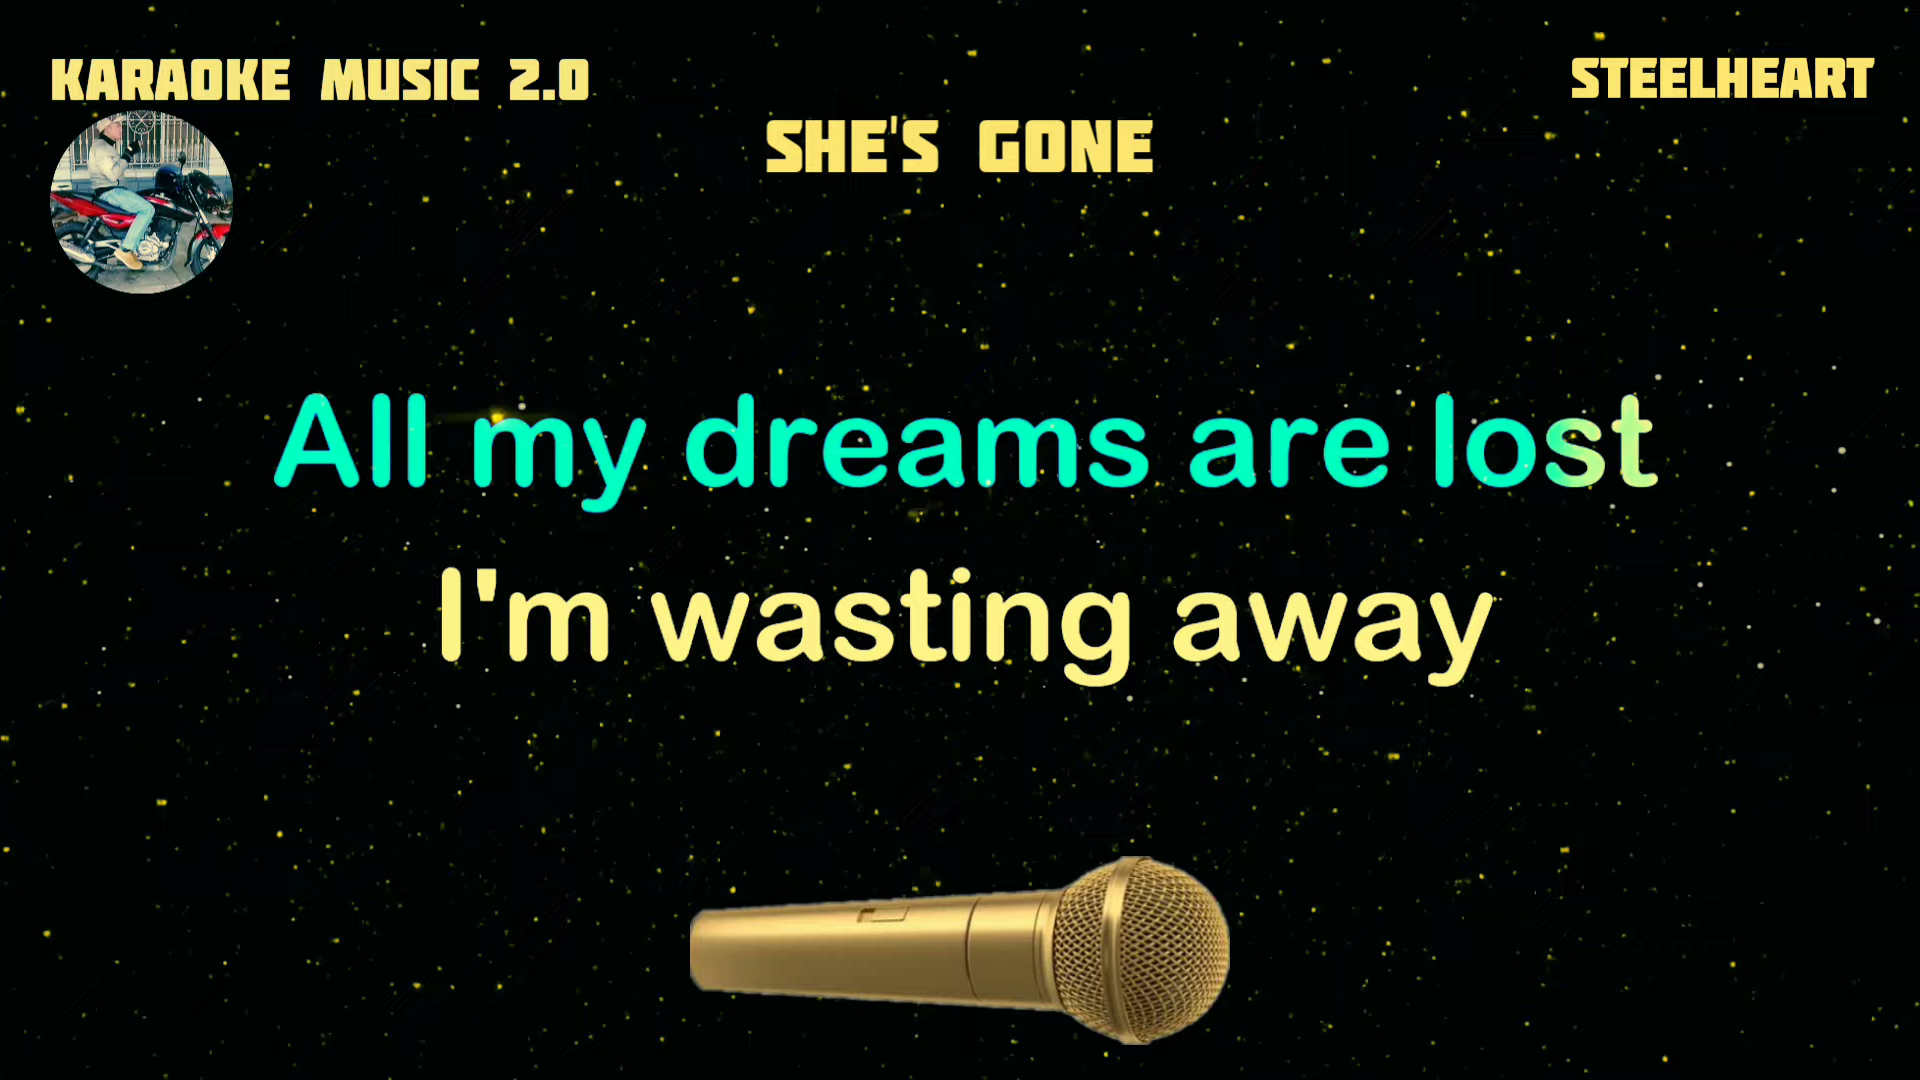 KARAOKE MUSIC 2.0
STEELHEART
SHE'S GONE
All my dreams are lost
I'm wasting away